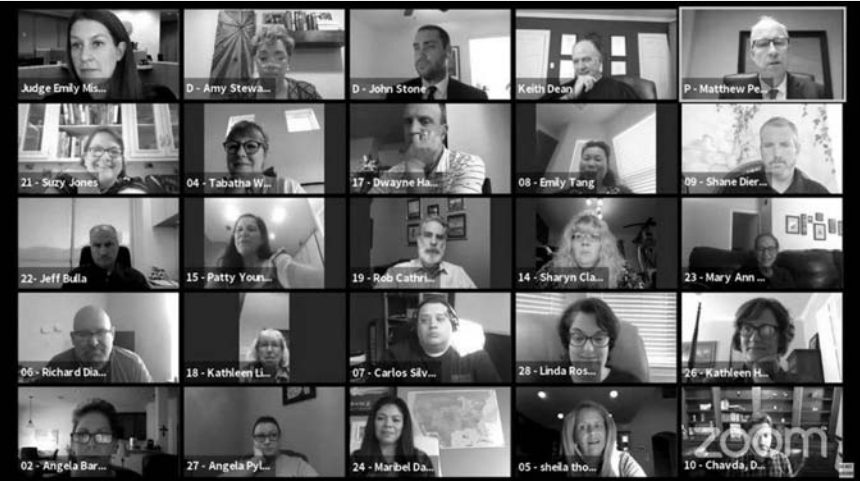 Judge Emily Mis...
D - Amy Stewa...
D - John Stone
Keith Dean
P - Matthew Pe...
21 - Suzy Jones
04 - Tabatha W...
17 - Dwayne Ha...
08 - Emily Tang
09 - Shane Dier...
22- Jeff Bulla
15 - Patty Youn...
19 - Rob Cathri...
14 - Sharyn Cla...
23 - Mary Ann ...
06 - Richard Dia...
18 - Kathleen Li...
07 - Carlos Silv...
28 - Linda Ros...
26 - Kathleen H...
02 - Angela Bar...
27 - Angela Pyl...
24 - Maribel Da...
05 - sheila tho...
10 - Chavda, D...
zoom